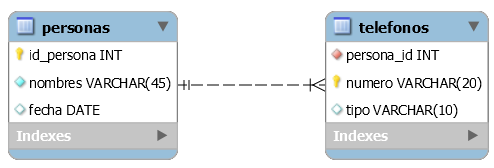 personas
id_persona INT
nombres VARCHAR(45)
fecha DATE
Indexes
telefonos
persona_id INT
numero VARCHAR(20)
tipo VARCHAR(10)
Indexes